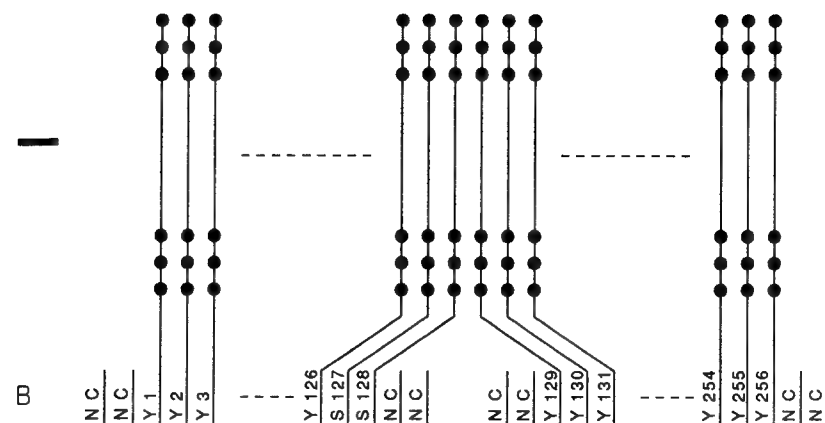 B
N C
N C
Y 1
Y 2
Y 3
Y 126
S 127
S 128
N C
N C
N C
N C
Y 129
Y 130
Y 131
Y 254
Y 255
Y 256
N C
N C